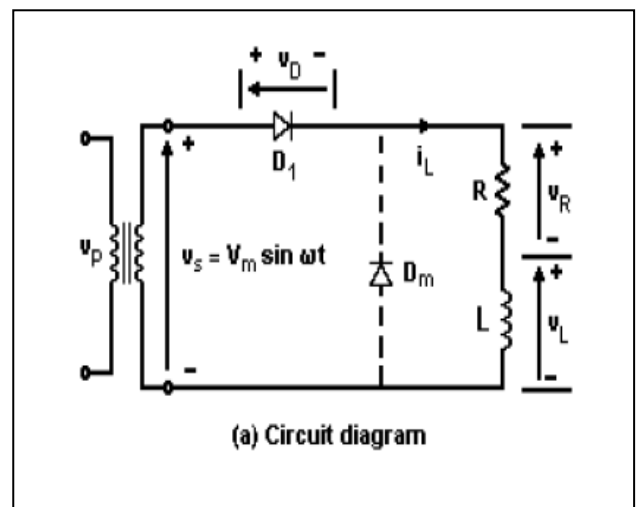 + v_D -
D_1
i_L
+
R
v_R
-
v_p
+
v_s = V_m sin ωt
D_m
+
L
v_L
-
-
(a) Circuit diagram